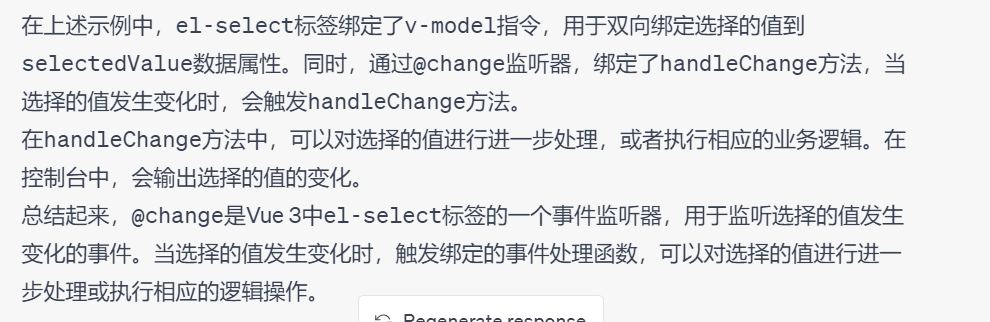 在上述示例中，el-select标签绑定了v-model指令，用于双向绑定选择的值到
selectedValue数据属性。同时，通过@change监听器，绑定了handleChange方法，当
选择的值发生变化时，会触发handleChange方法。
在handleChange方法中，可以对选择的值进行进一步处理，或者执行相应的业务逻辑。在
控制台中，会输出选择的值的变化。
总结起来，@change是Vue 3中el-select标签的一个事件监听器，用于监听选择的值发生
变化的事件。当选择的值发生变化时，触发绑定的事件处理函数，可以对选择的值进行进一
步处理或执行相应的逻辑操作。
Regenerate response